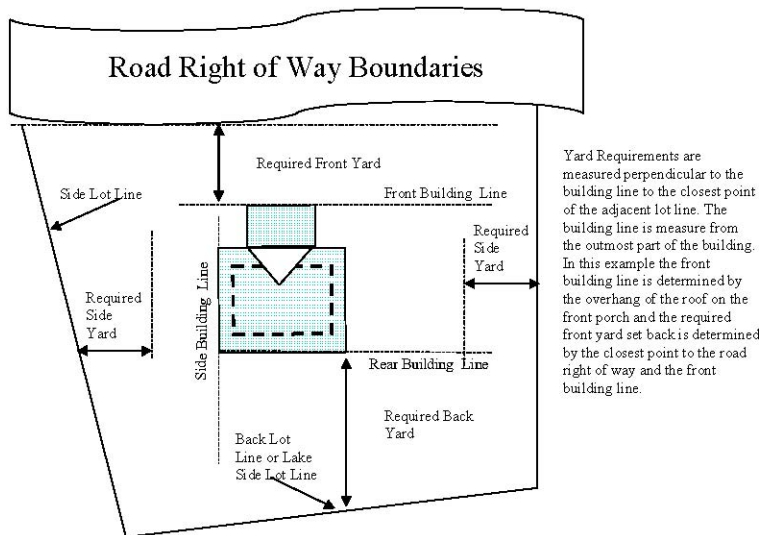 Road Right of Way Boundaries
Required Front Yard
Side Lot Line
Front Building Line
Required
Side
Yard
Required
Side
Yard
Side Building Line
Rear Building Line
Required Back
Yard
Back Lot
Line or Lake
Side Lot Line
Yard Requirements are
measured perpendicular to the
building line to the closest point
of the adjacent lot line. The
building line is measure from
the outmost part of the building.
In this example the front
building line is determined by
the overhang of the roof on the
front porch and the required
front yard set back is determined
by the closest point to the road
right of way and the front
building line.